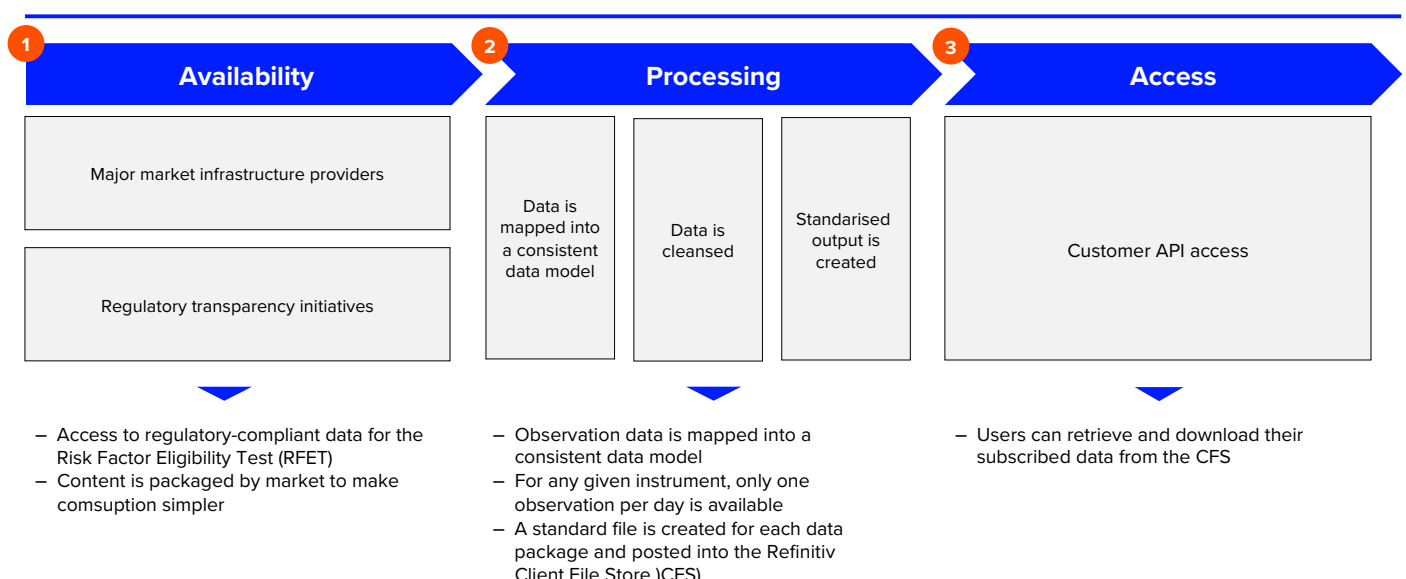 1
Availability
2
Processing
3
Access
Major market infrastructure providers
Regulatory transparency initiatives
Data is
mapped into
a consistent
data model
Data is
cleansed
Standarised
output is
created
Customer API access
– Access to regulatory-compliant data for the
Risk Factor Eligibility Test (RFET)
– Content is packaged by market to make
comsuption simpler
– Observation data is mapped into a
consistent data model
– For any given instrument, only one
observation per day is available
– A standard file is created for each data
package and posted into the Refinitiv
Client File Store )CFS)
– Users can retrieve and download their
subscribed data from the CFS